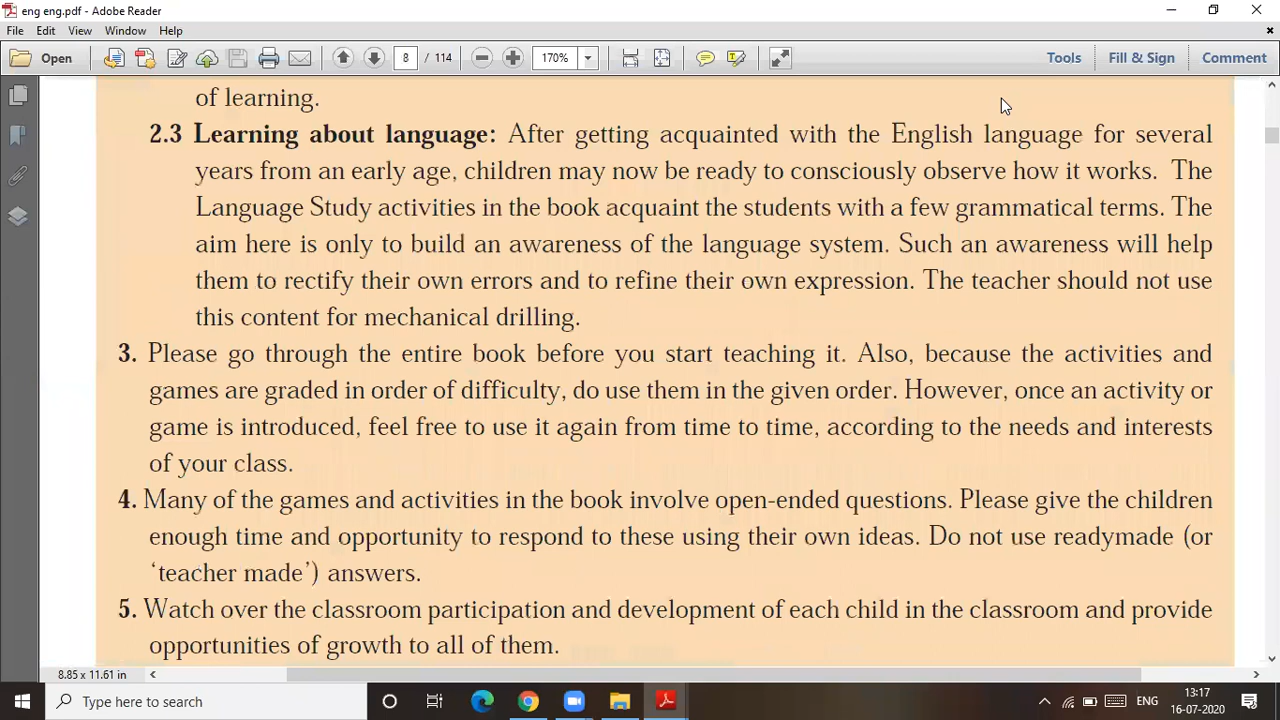 eng eng.pdf - Adobe Reader
File Edit View Window Help
Open 8 / 114 170% Tools Fill & Sign Comment
of learning.
2.3 Learning about language: After getting acquainted with the English language for several
years from an early age, children may now be ready to consciously observe how it works. The
Language Study activities in the book acquaint the students with a few grammatical terms. The
aim here is only to build an awareness of the language system. Such an awareness will help
them to rectify their own errors and to refine their own expression. The teacher should not use
this content for mechanical drilling.
3. Please go through the entire book before you start teaching it. Also, because the activities and
games are graded in order of difficulty, do use them in the given order. However, once an activity or
game is introduced, feel free to use it again from time to time, according to the needs and interests
of your class.
4. Many of the games and activities in the book involve open-ended questions. Please give the children
enough time and opportunity to respond to these using their own ideas. Do not use readymade (or
‘teacher made’) answers.
5. Watch over the classroom participation and development of each child in the classroom and provide
opportunities of growth to all of them.
8.85 x 11.61 in
Type here to search
ENG
13:17
16-07-2020